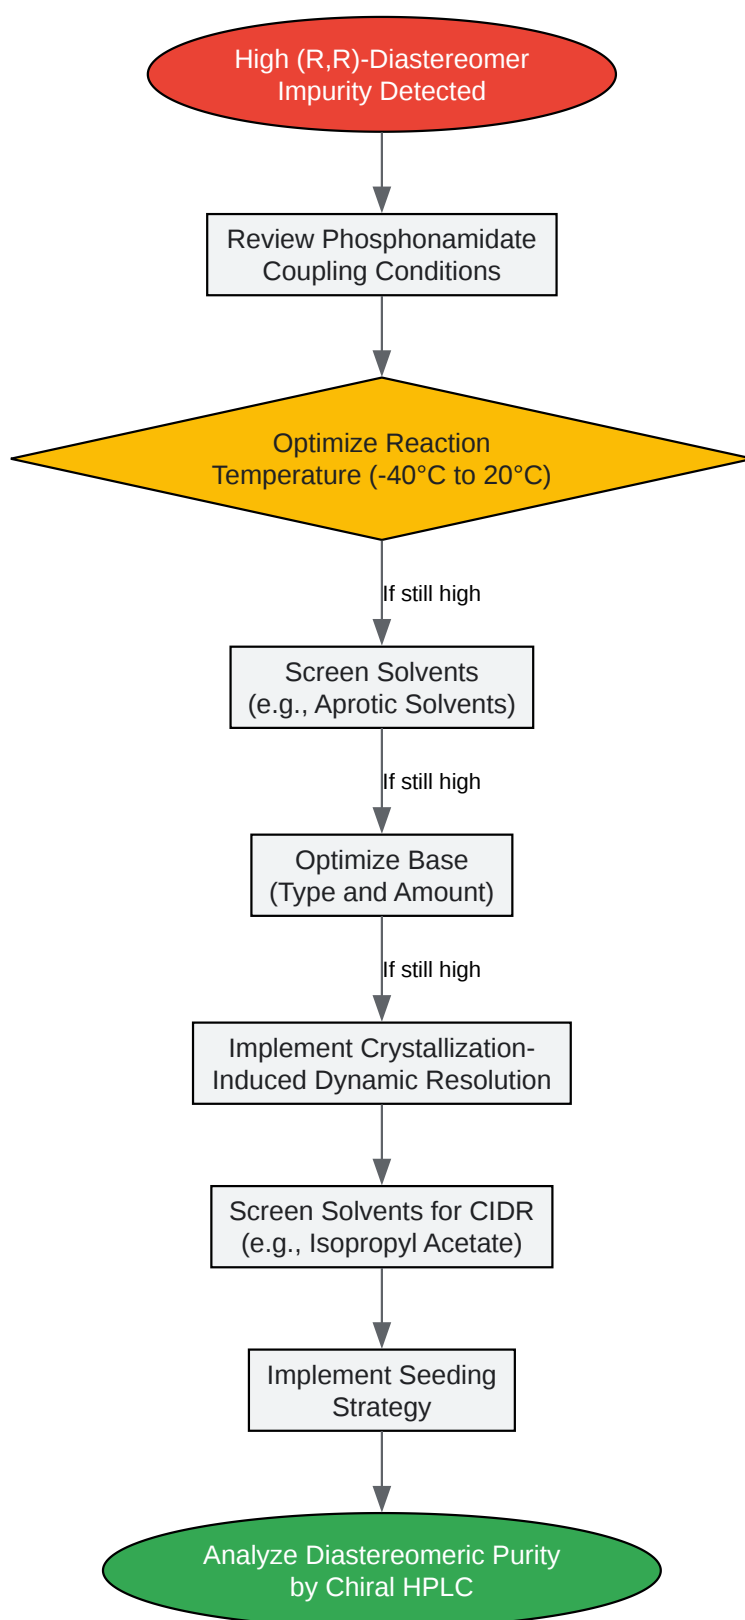 High (R,R)-Diastereomer
Impurity Detected
Review Phosphonamidate
Coupling Conditions
Optimize Reaction
Temperature (-40°C to 20°C)
If still high
Screen Solvents
(e.g., Aprotic Solvents)
If still high
Optimize Base
(Type and Amount)
If still high
Implement Crystallization-
Induced Dynamic Resolution
Screen Solvents for CIDR
(e.g., Isopropyl Acetate)
Implement Seeding
Strategy
Analyze Diastereomeric Purity
by Chiral HPLC